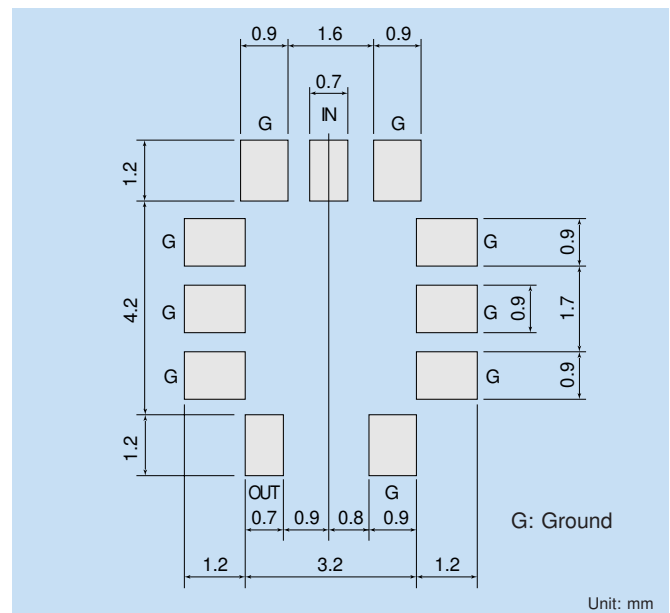 0.9 1.6 0.9
0.7
G IN G
1.2
G G 0.9
4.2 G G 0.9 1.7
G G 0.9
1.2
OUT G
0.7 0.9 0.8 0.9
G: Ground
1.2 3.2 1.2
Unit: mm